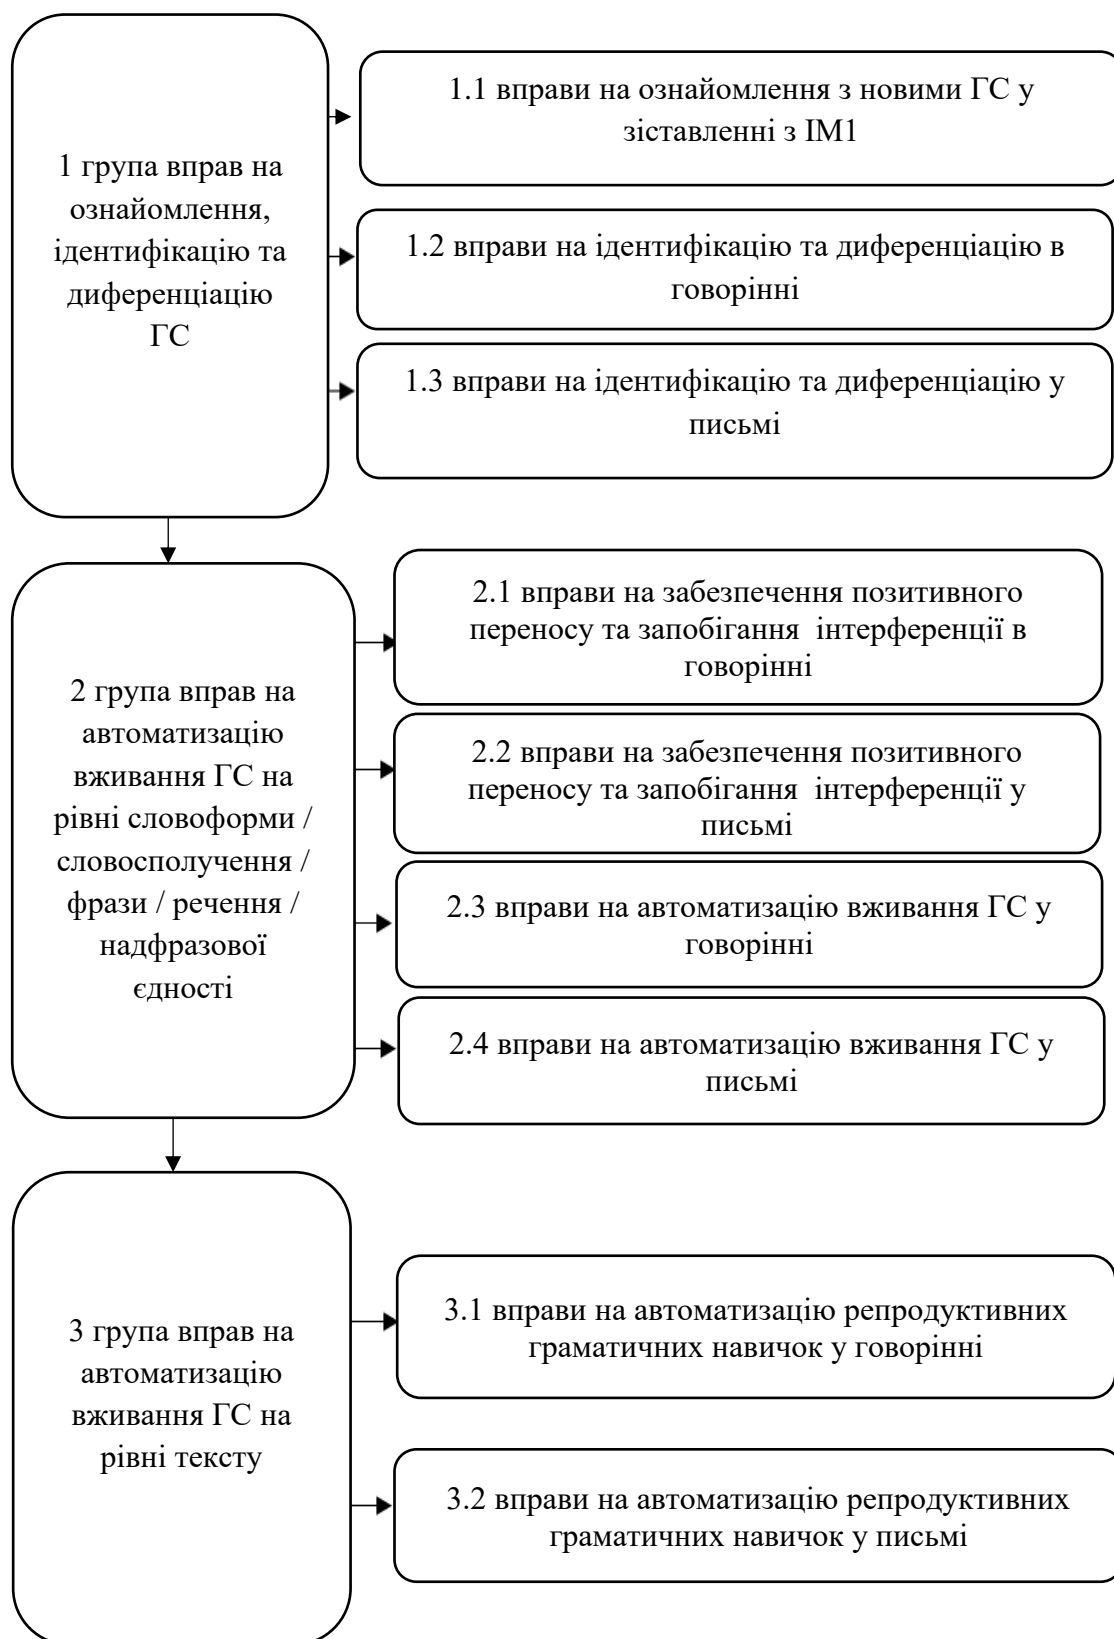 1 група вправ на
ознайомлення,
ідентифікацію та
диференціацію
ГС
1.1 вправи на ознайомлення з новими ГС у
зіставленні з ІМ1
1.2 вправи на ідентифікацію та диференціацію в
говорінні
1.3 вправи на ідентифікацію та диференціацію у
письмі
2 група вправ на
автоматизацію
вживання ГС на
рівні словоформи /
словосполучення /
фрази / речення /
надфразової
єдності
2.1 вправи на забезпечення позитивного
переносу та запобігання інтерференції в
говорінні
2.2 вправи на забезпечення позитивного
переносу та запобігання інтерференції у
письмі
2.3 вправи на автоматизацію вживання ГС у
говорінні
2.4 вправи на автоматизацію вживання ГС у
письмі
3 група вправ на
автоматизацію
вживання ГС на
рівні тексту
3.1 вправи на автоматизацію репродуктивних
граматичних навичок у говорінні
3.2 вправи на автоматизацію репродуктивних
граматичних навичок у письмі